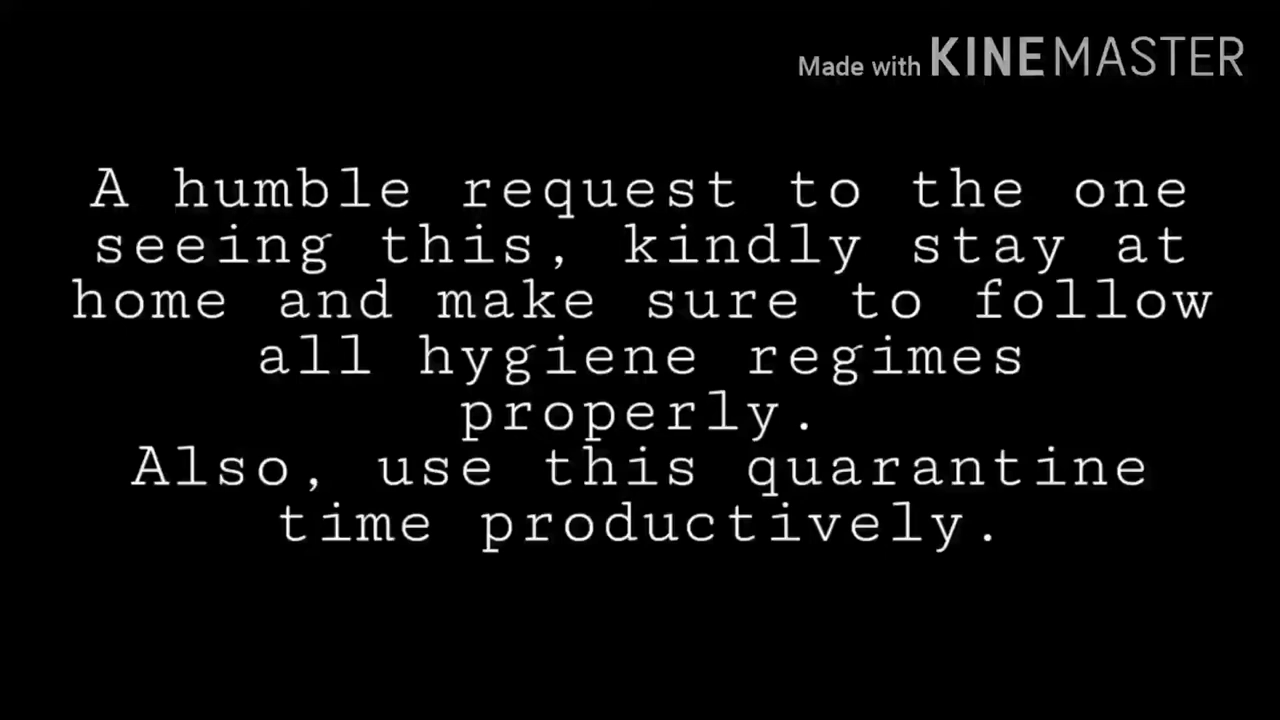 Made with KINEMASTER
A humble request to the one
seeing this, kindly stay at
home and make sure to follow
all hygiene regimes
properly.
Also, use this quarantine
time productively.